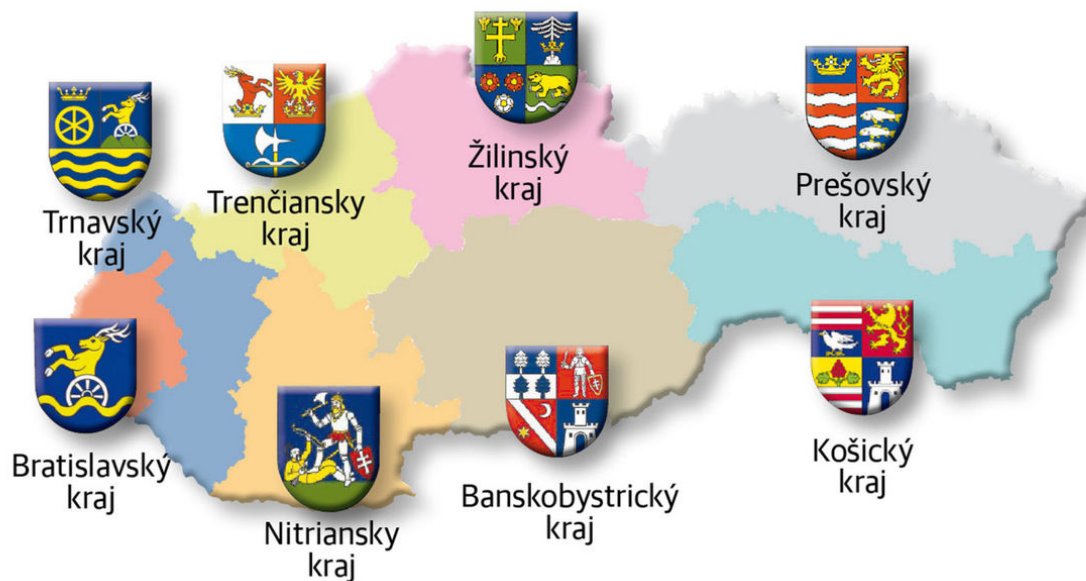 Žilinský
kraj
Prešovský
kraj
Trenčiansky
kraj
Trnavský
kraj
Bratislavský
kraj
Nitriansky
kraj
Banskobystrický
kraj
Košický
kraj